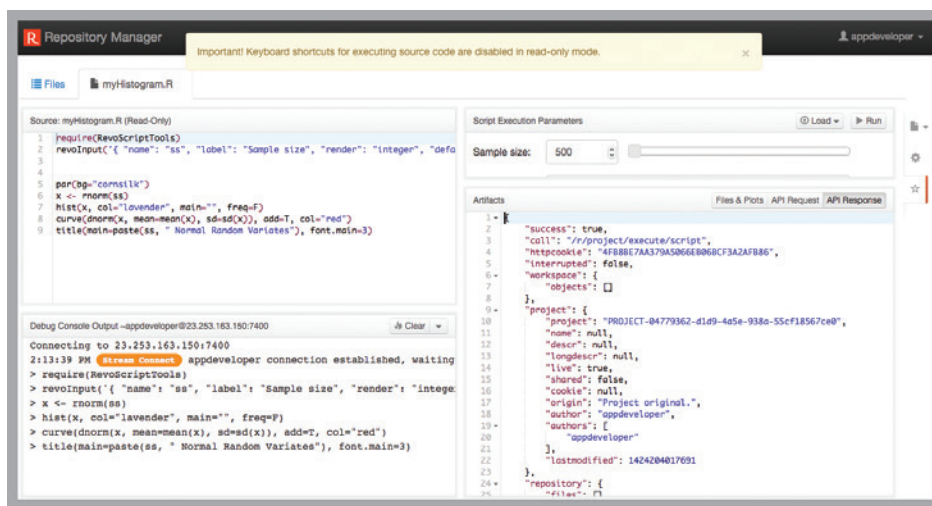 R Repository Manager
Important! Keyboard shortcuts for executing source code are disabled in read-only mode. ×
appdeveloper
Files
myHistogram.R
Source: myHistogram.R (Read-Only)
1 require(RevoScriptTools)
2 revoInput('{ "name": "ss", "label": "Sample size", "render": "integer", "defa
3
4
5 par(bg="cornsilk")
6 x <- rnorm(ss)
7 hist(x, col="lavender", main="", freq=F)
8 curve(dnorm(x, mean=mean(x), sd=sd(x)), add=T, col="red")
9 title(main=paste(ss, " Normal Random Variates"), font.main=3)
Debug Console Output -appdeveloper@23.253.163.150:7400
Clear
Connecting to 23.253.163.150:7400
2:13:39 PM Stream Connect appdeveloper connection established, waiting
> require(RevoScriptTools)
> revoInput('{ "name": "ss", "label": "Sample size", "render": "intege
> x <- rnorm(ss)
> hist(x, col="lavender", main="", freq=F)
> curve(dnorm(x, mean=mean(x), sd=sd(x)), add=T, col="red")
> title(main=paste(ss, " Normal Random Variates"), font.main=3)
Script Execution Parameters
Load
Run
Sample size: 500
Artifacts
Files & Plots API Request API Response
1 {
2 "success": true,
3 "call": "/r/project/execute/script",
4 "httpcookie": "4FB8BE7AA379A5066EB06BCF3A2AFB86",
5 "interrupted": false,
6 "workspace": {
7 "objects": []
8 },
9 "project": {
10 "project": "PROJECT-04779362-d1d9-4a5e-938a-55cf18567ce0",
11 "name": null,
12 "descr": null,
13 "longdescr": null,
14 "live": true,
15 "shared": false,
16 "cookie": null,
17 "origin": "Project original.",
18 "author": "appdeveloper",
19 "authors": [
20 "appdeveloper"
21 ],
22 "lastmodified": 1424204017691
23 },
24 "repository": {
25 "files": []